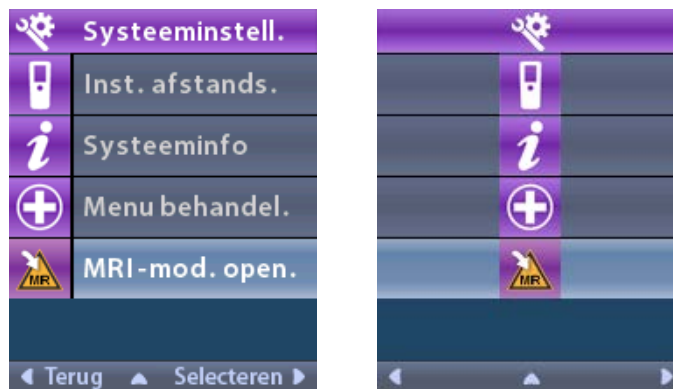 Systeeminstell.
Inst. afstands.
Systeeminfo
Menu behandel.
MRI-mod. open.
MR
Terug Selecteren
MR